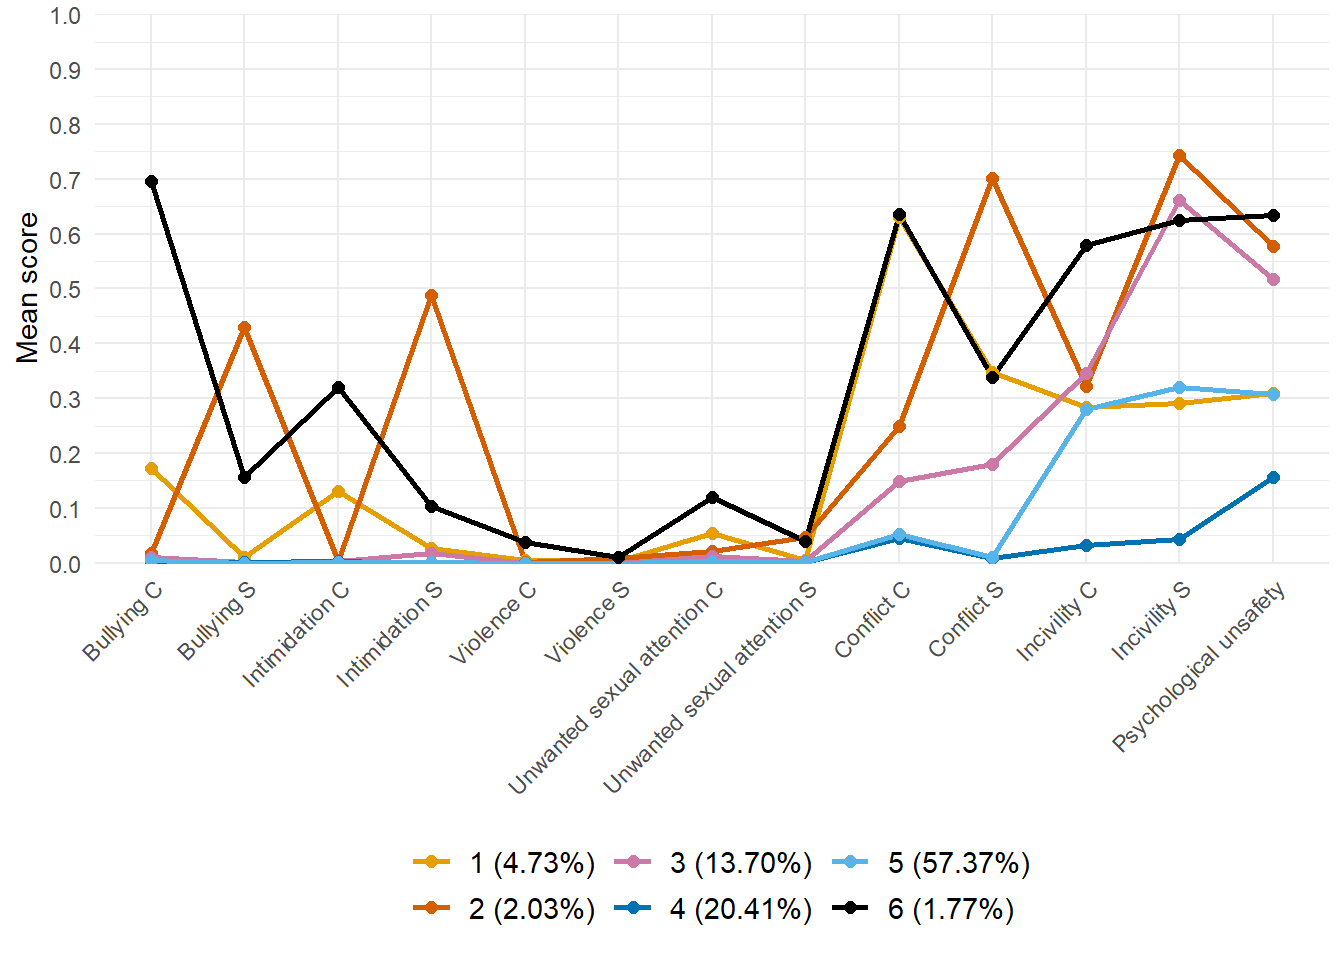 1.0
0.9
0.8
0.7
0.6
0.5
0.4
0.3
0.2
0.1
0.0
Mean score
Bullying C
Bullying S
Intimidation C
Intimidation S
Violence C
Violence S
Unwanted sexual attention C
Unwanted sexual attention S
Conflict C
Conflict S
Incivility C
Incivility S
Psychological unsafety
1 (4.73%) 3 (13.70%) 5 (57.37%)
2 (2.03%) 4 (20.41%) 6 (1.77%)